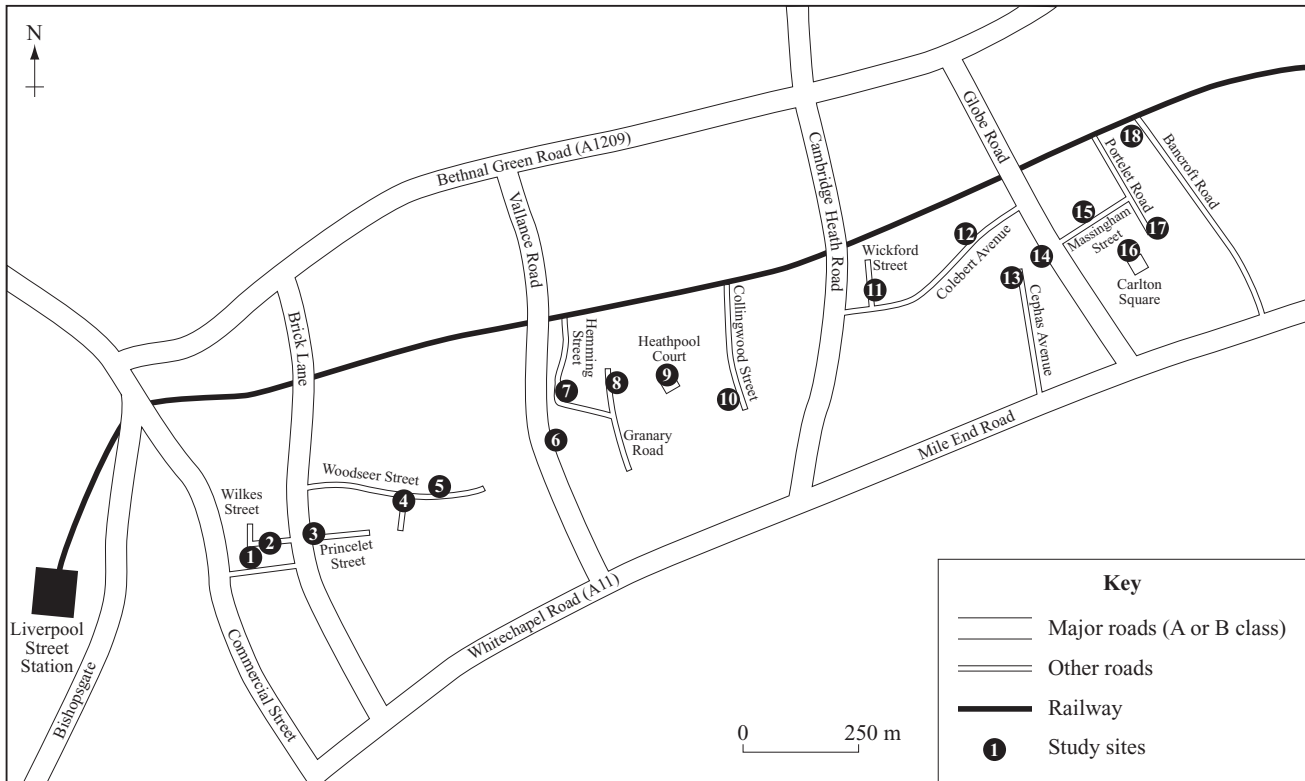 N
Bethnal Green Road (A1209)
Vallance Road
Cambridge Heath Road
Globe Road
Portelet Road
Bancroft Road
18
15
Massingham
Street
17
16
Carlton
Square
14
12
Colebert Avenue
Wickford
Street
11
13
Cephas Avenue
Brick Lane
Hemming
Street
Heathpool
Court
Collingwood Street
7
8
9
10
6
Granary
Road
Mile End Road
Woodseer Street
5
4
Wilkes
Street
1
2
3
Princelet
Street
Whitechapel Road (A11)
Liverpool
Street
Station
Bishopsgate
Commercial Street
0
250 m
Key
Major roads (A or B class)
Other roads
Railway
1
Study sites